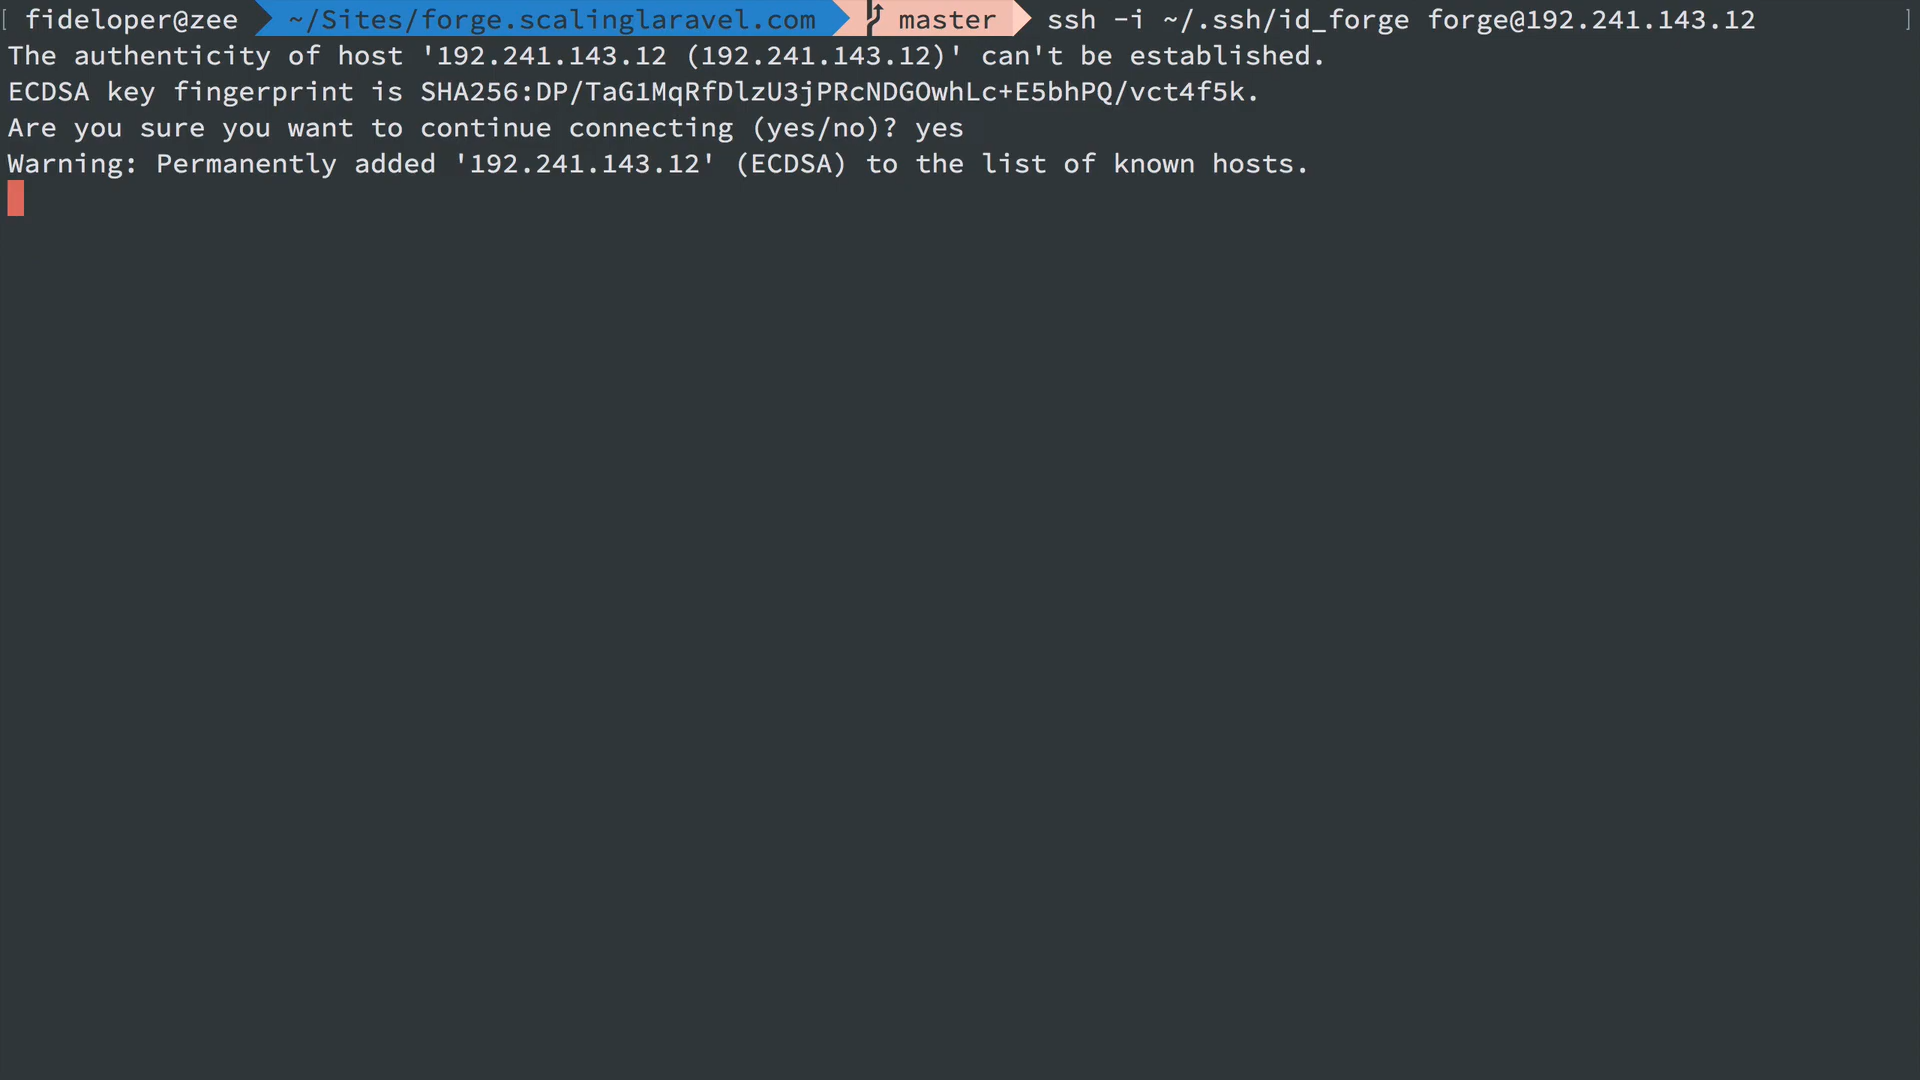 [ fideloper@zee ~/Sites/forge.scalinglaravel.com master ssh -i ~/.ssh/id_forge forge@192.241.143.12 ]
The authenticity of host '192.241.143.12 (192.241.143.12)' can't be established.
ECDSA key fingerprint is SHA256:DP/TaG1MqRfDlzU3jPRcNDGOwhLc+E5bhPQ/vct4f5k.
Are you sure you want to continue connecting (yes/no)? yes
Warning: Permanently added '192.241.143.12' (ECDSA) to the list of known hosts.